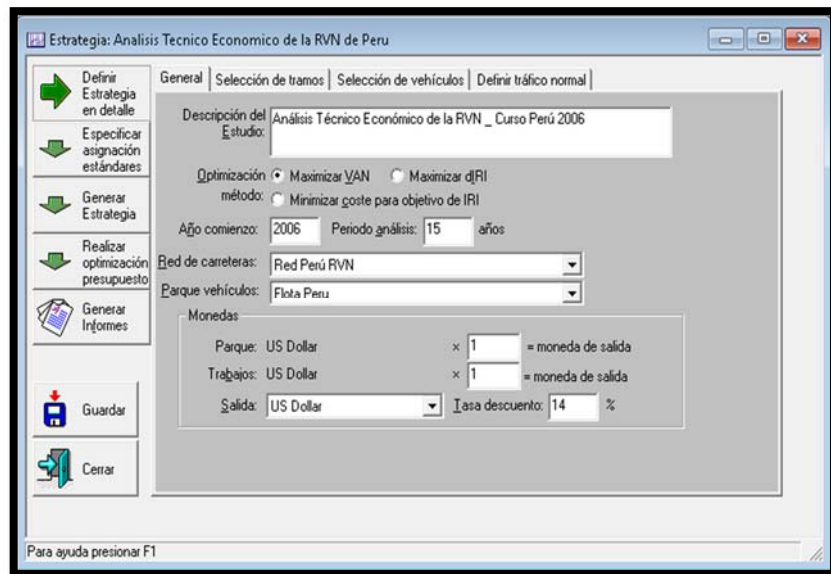 Estrategia: Analisis Tecnico Economico de la RVN de Peru
Definir
Estrategia
en detalle
Especificar
asignación
estándares
Generar
Estrategia
Realizar
optimización
presupuesto
Generar
Informes
Guardar
Cerrar
General Selección de tramos Selección de vehículos Definir tráfico normal
Descripción del
Estudio:
Análisis Técnico Económico de la RVN _ Curso Perú 2006
Optimización
método:
Maximizar VAN Maximizar dIRI
Minimizar coste para objetivo de IRI
Año comienzo: 2006 Periodo análisis: 15 años
Red de carreteras: Red Perú RVN
Parque vehículos: Flota Peru
Monedas
Parque: US Dollar × 1 = moneda de salida
Trabajos: US Dollar × 1 = moneda de salida
Salida: US Dollar Tasa descuento: 14 %
Para ayuda presionar F1